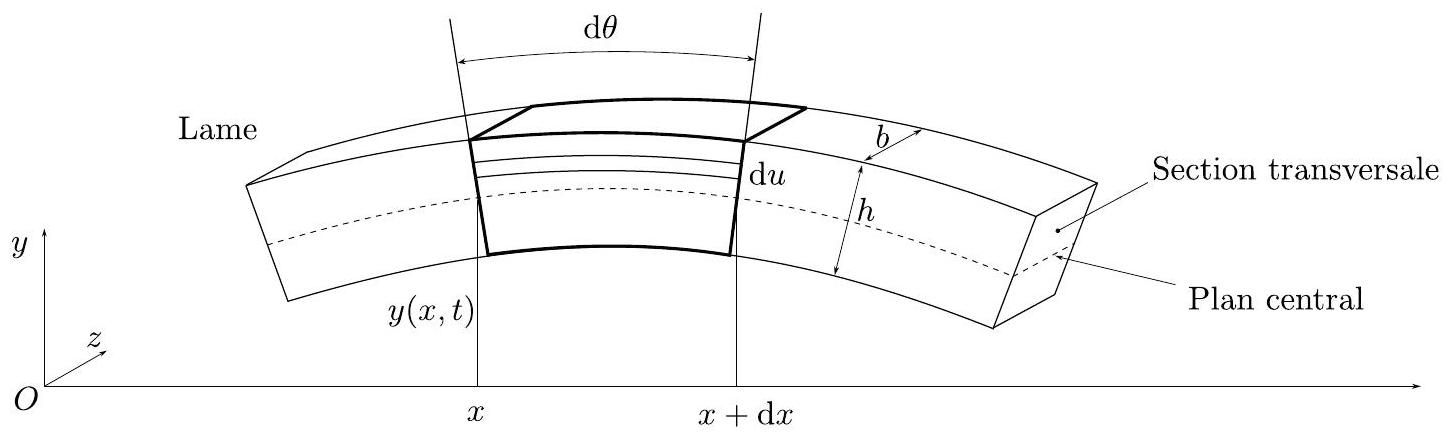 dθ
Lame
b
Section transversale
du
h
y
y(x, t)
Plan central
z
O
x
x + dx